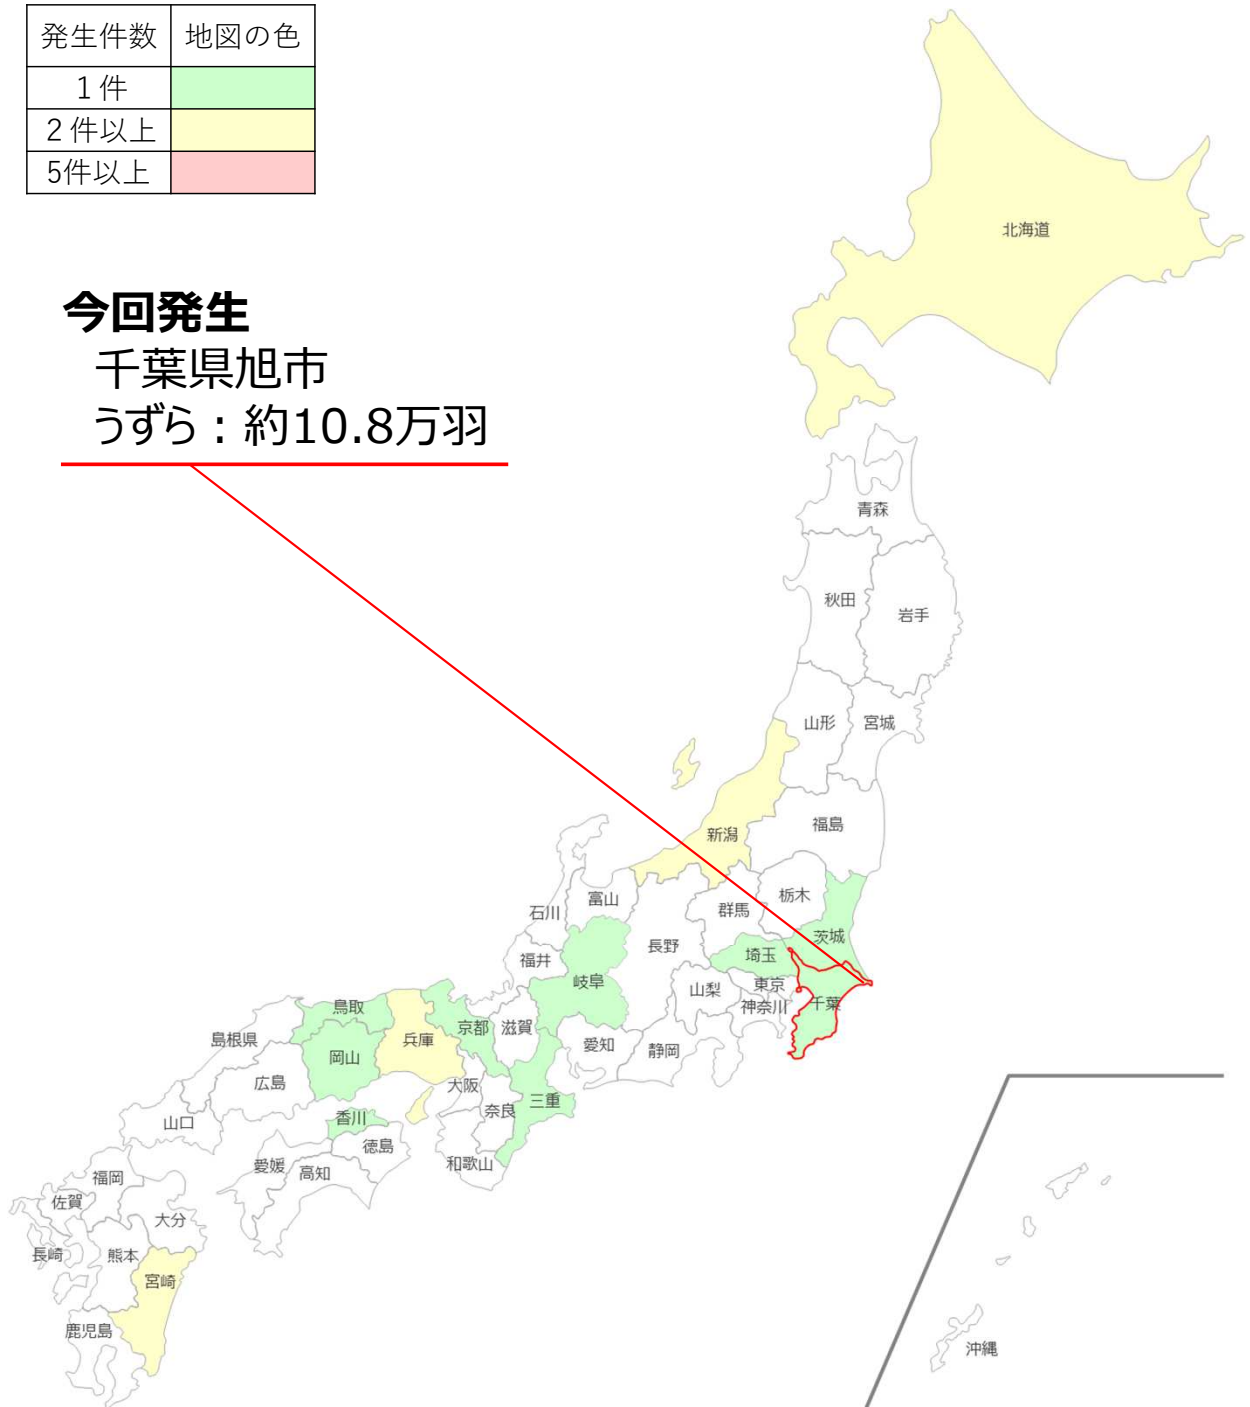 発生件数 地図の色
１件
２件以上
5件以上
今回発生
千葉県旭市
うずら：約10.8万羽
北海道
青森
秋田
岩手
山形
宮城
新潟
福島
富山
栃木
石川
群馬
茨城
長野
埼玉
福井
岐阜
東京
山梨
千葉
神奈川
鳥取
京都
滋賀
島根県
兵庫
愛知
静岡
岡山
広島
大阪
三重
奈良
香川
山口
徳島
和歌山
愛媛
高知
福岡
佐賀
大分
長崎
熊本
宮崎
鹿児島
沖縄